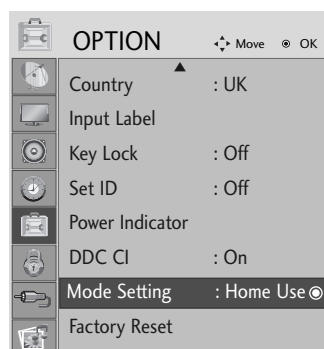 OPTION Move OK
Country : UK
Input Label
Key Lock : Off
Set ID : Off
Power Indicator
DDC CI : On
Mode Setting : Home Use
Factory Reset